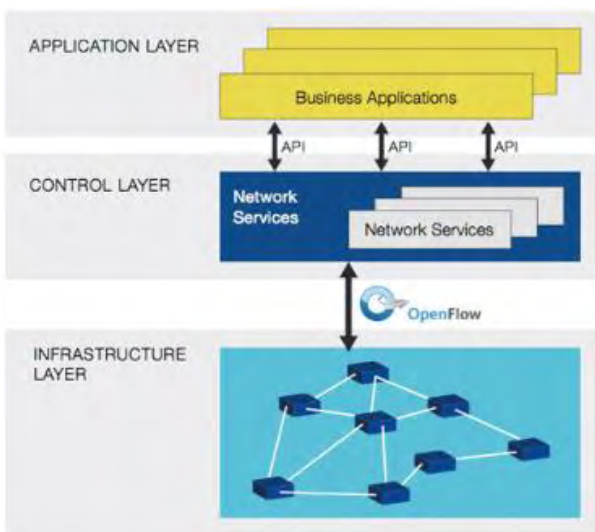 APPLICATION LAYER
Business Applications
API
API
API
CONTROL LAYER
Network
Services
Network Services
OpenFlow
INFRASTRUCTURE
LAYER